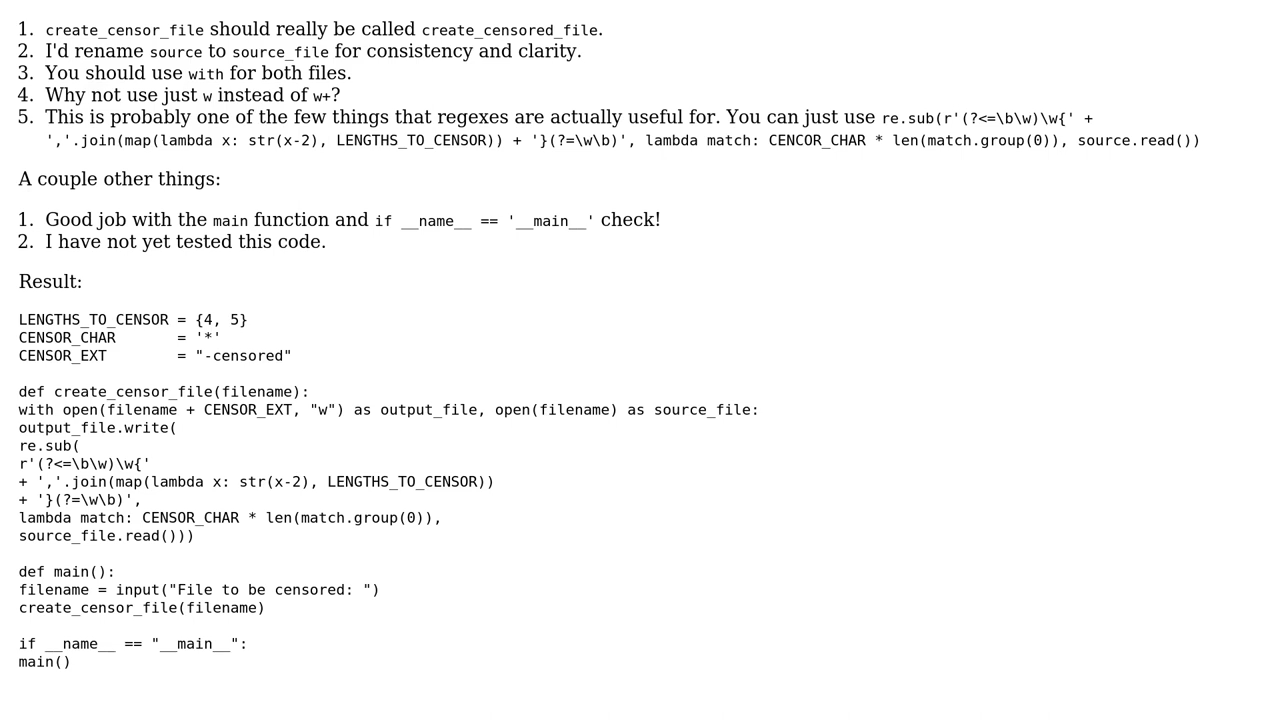 1. create_censor_file should really be called create_censored_file.
2. I'd rename source to source_file for consistency and clarity.
3. You should use with for both files.
4. Why not use just w instead of w+?
5. This is probably one of the few things that regexes are actually useful for. You can just use re.sub(r'(?<=\b\w)\w{' +
','.join(map(lambda x: str(x-2), LENGTHS_TO_CENSOR)) + '}(?=\w\b)', lambda match: CENCOR_CHAR * len(match.group(0)), source.read())
A couple other things:
1. Good job with the main function and if __name__ == '__main__' check!
2. I have not yet tested this code.
Result:
LENGTHS_TO_CENSOR = {4, 5}
CENSOR_CHAR       = '*'
CENSOR_EXT        = "-censored"
def create_censor_file(filename):
with open(filename + CENSOR_EXT, "w") as output_file, open(filename) as source_file:
output_file.write(
re.sub(
r'(?<=\b\w)\w{'
+ ','.join(map(lambda x: str(x-2), LENGTHS_TO_CENSOR))
+ '}(?=\w\b)',
lambda match: CENSOR_CHAR * len(match.group(0)),
source_file.read()))
def main():
filename = input("File to be censored: ")
create_censor_file(filename)
if __name__ == "__main__":
main()